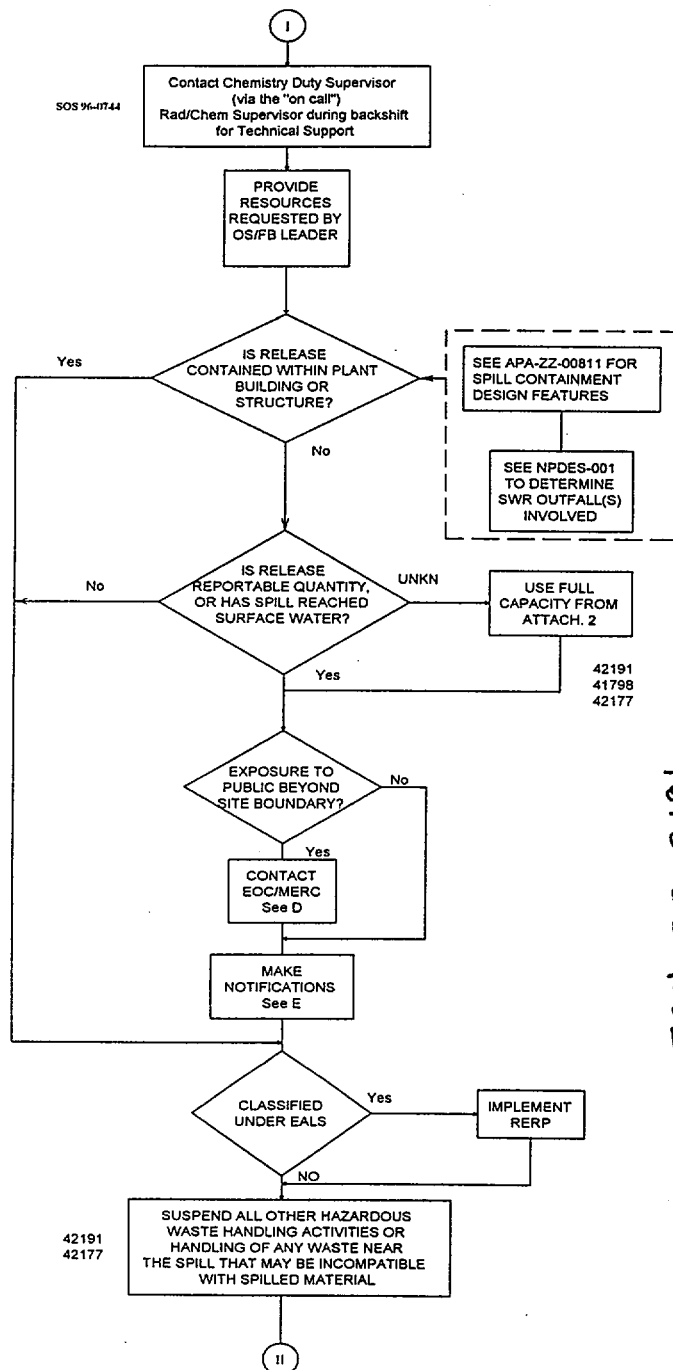 I
SOS 96-0744
Contact Chemistry Duty Supervisor
(via the "on call")
Rad/Chem Supervisor during backshift
for Technical Support
PROVIDE
RESOURCES
REQUESTED BY
OS/FB LEADER
IS RELEASE
CONTAINED WITHIN PLANT
BUILDING OR
STRUCTURE?
Yes
No
SEE APA-ZZ-00811 FOR
SPILL CONTAINMENT
DESIGN FEATURES
SEE NPDES-001
TO DETERMINE
SWR OUTFALL(S)
INVOLVED
IS RELEASE
REPORTABLE QUANTITY,
OR HAS SPILL REACHED
SURFACE WATER?
No
UNKN
Yes
USE FULL
CAPACITY FROM
ATTACH. 2
42191
41798
42177
EXPOSURE TO
PUBLIC BEYOND
SITE BOUNDARY?
No
Yes
CONTACT
EOC/MERC
See D
MAKE
NOTIFICATIONS
See E
CLASSIFIED
UNDER EALS
Yes
NO
IMPLEMENT
RERP
42191
42177
SUSPEND ALL OTHER HAZARDOUS
WASTE HANDLING ACTIVITIES OR
HANDLING OF ANY WASTE NEAR
THE SPILL THAT MAY BE INCOMPATIBLE
WITH SPILLED MATERIAL
II